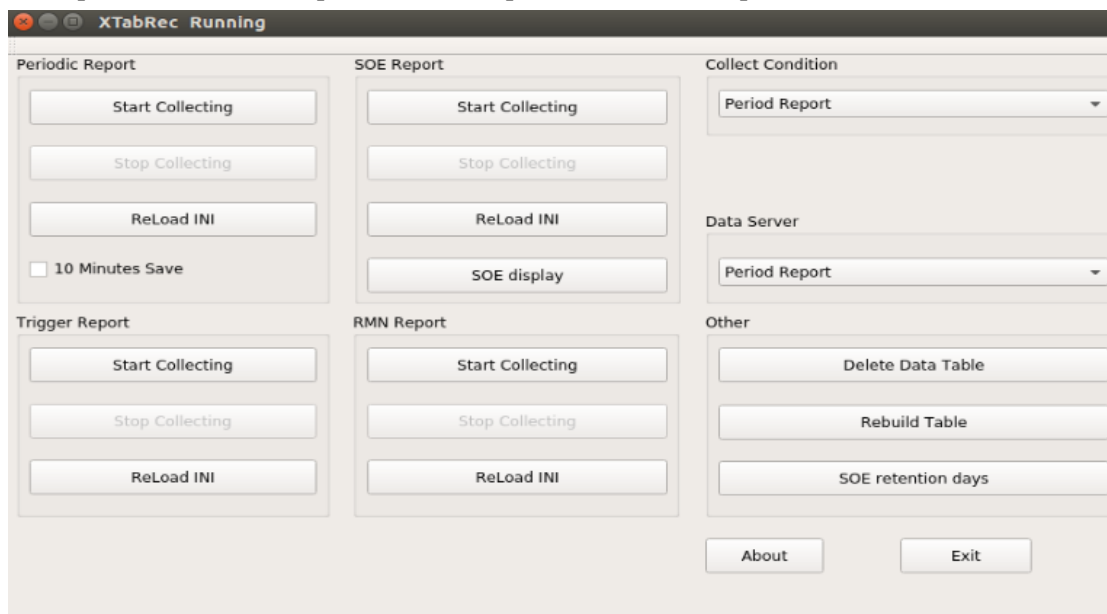 XTabRec Running
Periodic Report
Start Collecting
Stop Collecting
ReLoad INI
10 Minutes Save
SOE Report
Start Collecting
Stop Collecting
ReLoad INI
SOE display
Collect Condition
Period Report
Data Server
Period Report
Trigger Report
Start Collecting
Stop Collecting
ReLoad INI
RMN Report
Start Collecting
Stop Collecting
ReLoad INI
Other
Delete Data Table
Rebuild Table
SOE retention days
About
Exit